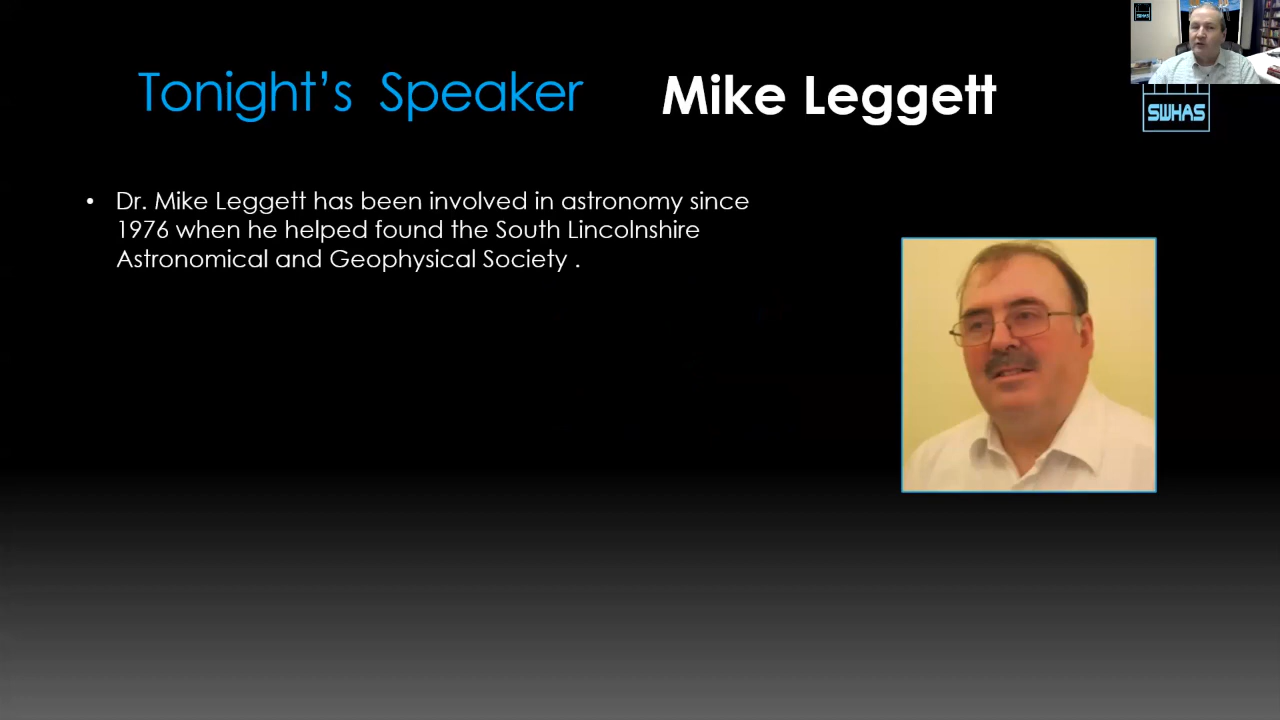 Tonight's Speaker Mike Leggett
SWHAS
SWHAS
• Dr. Mike Leggett has been involved in astronomy since
1976 when he helped found the South Lincolnshire
Astronomical and Geophysical Society .